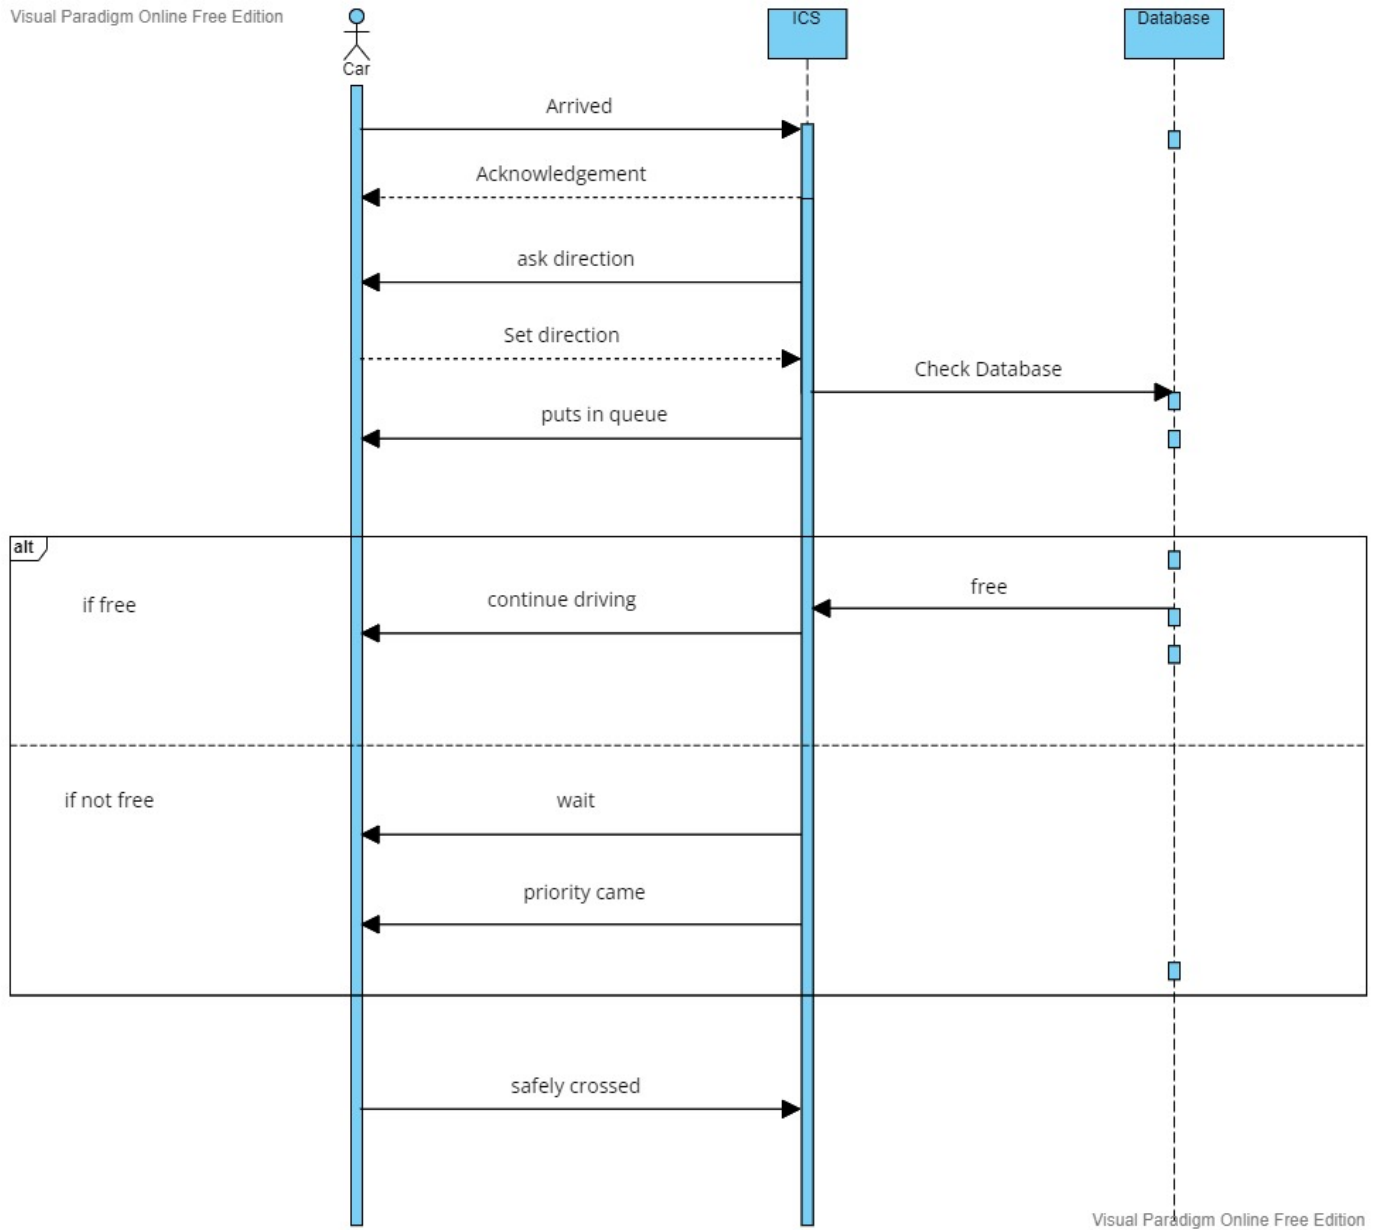 Visual Paradigm Online Free Edition
Car
ICS
Database
Arrived
Acknowledgement
ask direction
Set direction
Check Database
puts in queue
alt
if free
continue driving
free
if not free
wait
priority came
safely crossed
Visual Paradigm Online Free Edition